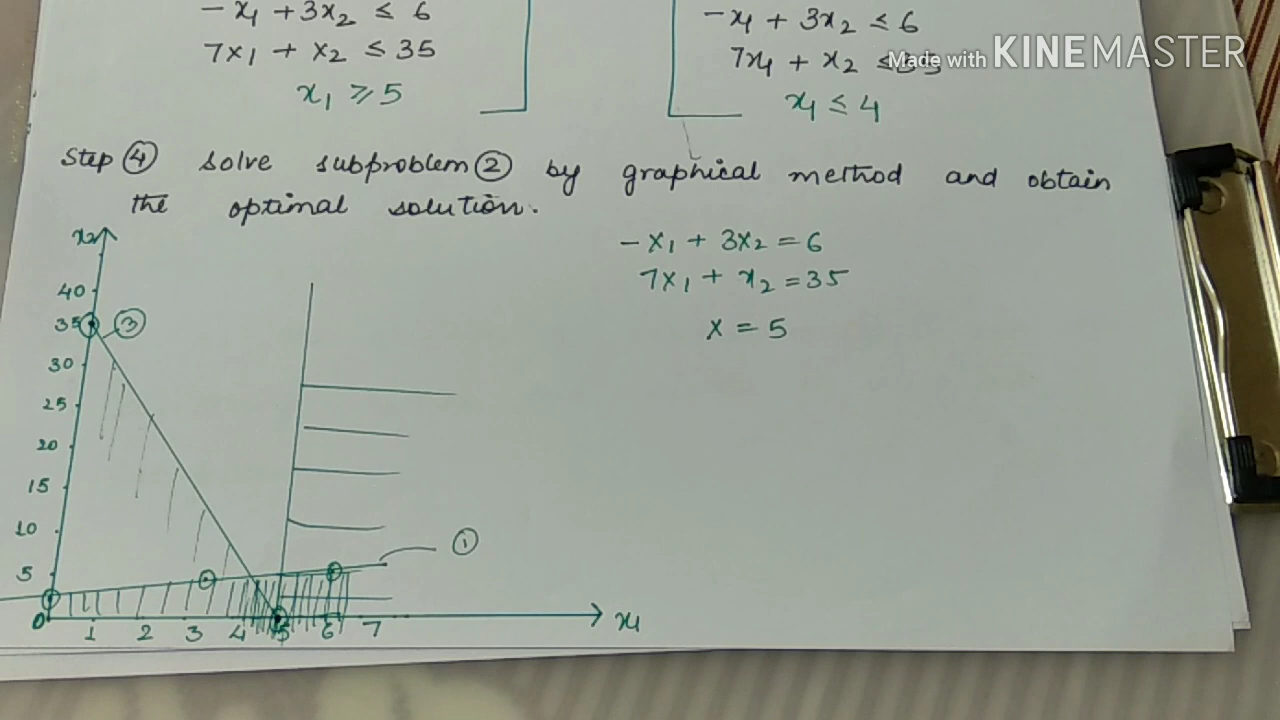 -x1 + 3x2 ≤ 6
7x1 + x2 ≤ 35
x1 ≥ 5
-x1 + 3x2 ≤ 6
7x1 + x2 ≤ 35
x1 ≤ 4
Made with KINEMASTER
Step ④ solve subproblem ② by graphical method and obtain
the optimal solution.
-x1 + 3x2 = 6
7x1 + x2 = 35
x = 5
x2
40
35
③
30
25
20
15
10
5
①
0 1 2 3 4 5 6 7
x1